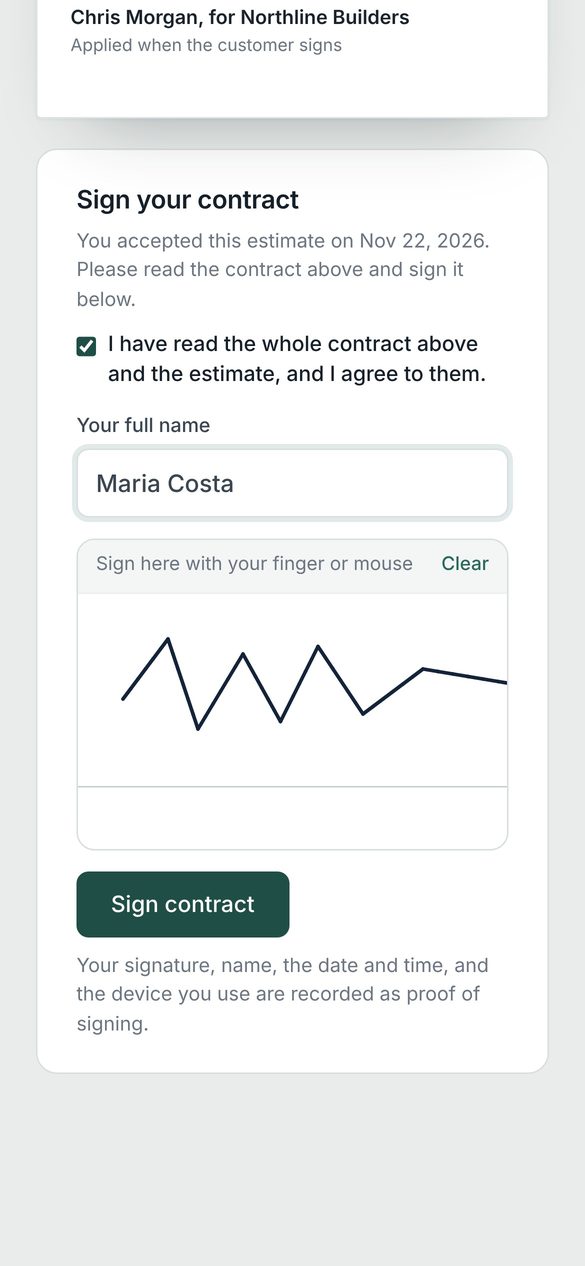 Chris Morgan, for Northline Builders
Applied when the customer signs
Sign your contract
You accepted this estimate on Nov 22, 2026.
Please read the contract above and sign it
below.
I have read the whole contract above
and the estimate, and I agree to them.
Your full name
Maria Costa
Sign here with your finger or mouse Clear
Sign contract
Your signature, name, the date and time, and
the device you use are recorded as proof of
signing.